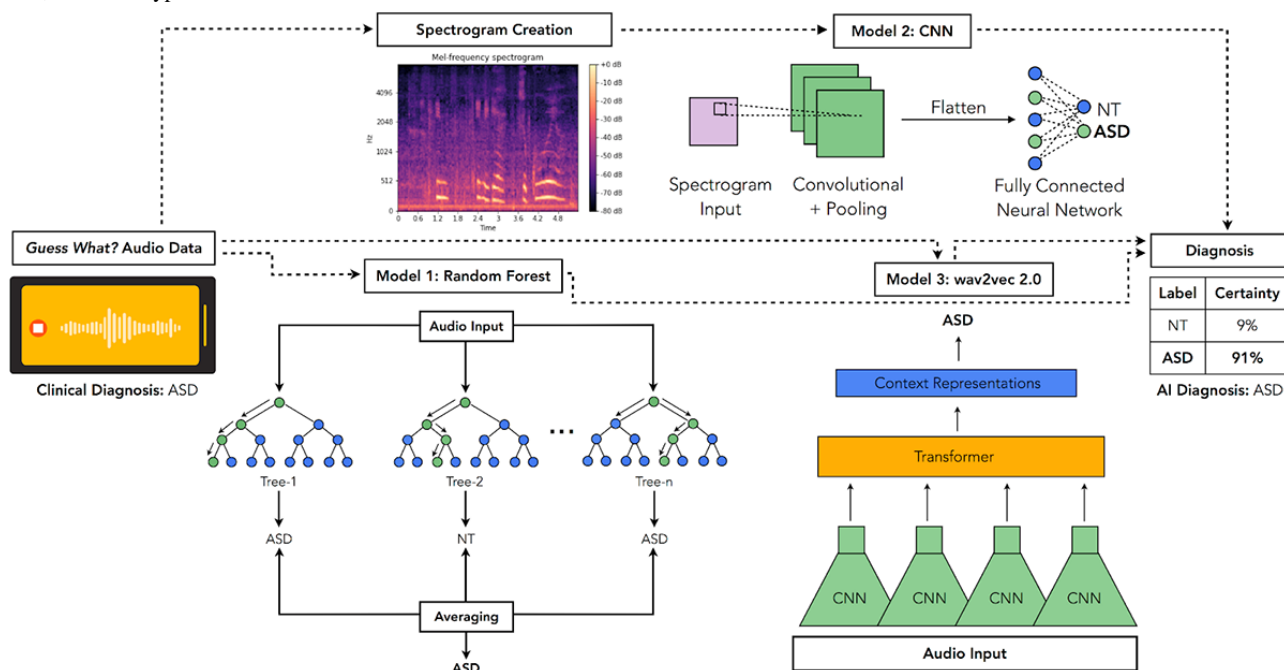 Spectrogram Creation
Model 2: CNN
Mel-frequency spectrogram
+0 dB
-10 dB
-20 dB
-30 dB
-40 dB
-50 dB
-60 dB
-70 dB
-80 dB
4096
2048
1024
512
0
Hz
0 0.6 1.2 1.8 2.4 3 3.6 4.2 4.8
Time
Flatten
NT
ASD
Spectrogram
Input
Convolutional
+ Pooling
Fully Connected
Neural Network
Guess What? Audio Data
Clinical Diagnosis: ASD
Model 1: Random Forest
Model 3: wav2vec 2.0
Diagnosis
Label Certainty
NT 9%
ASD 91%
AI Diagnosis: ASD
Audio Input
Tree-1
Tree-2
...
Tree-n
ASD
NT
ASD
Averaging
ASD
ASD
Context Representations
Transformer
CNN CNN CNN CNN
Audio Input